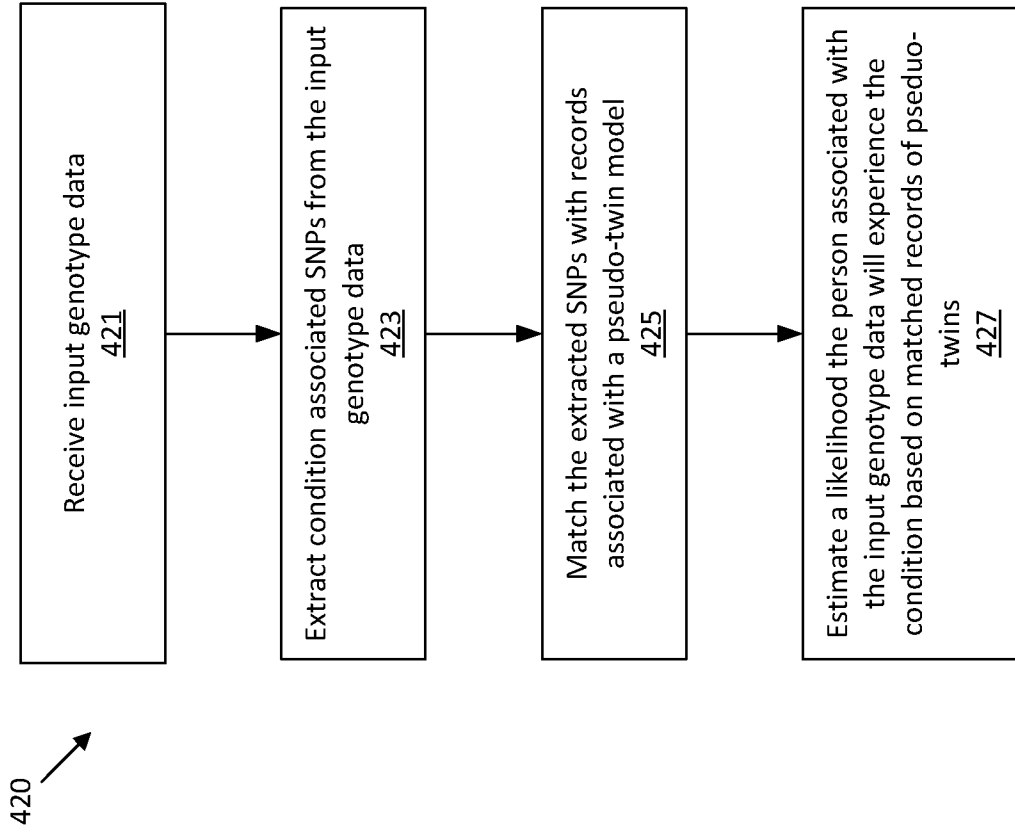 420
Receive input genotype data
421
Extract condition associated SNPs from the input
genotype data
423
Match the extracted SNPs with records
associated with a pseudo-twin model
425
Estimate a likelihood the person associated with
the input genotype data will experience the
condition based on matched records of pseduo-
twins
427